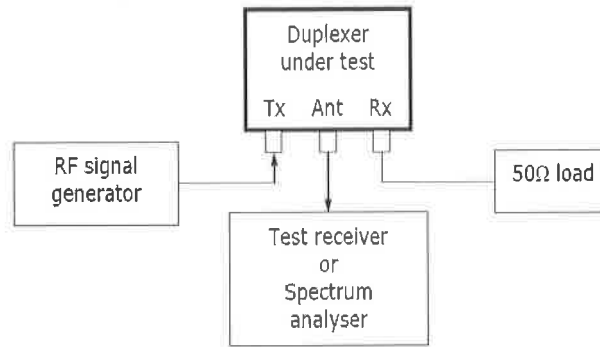 Duplexer
under test
Tx Ant Rx
RF signal
generator
50Ω load
Test receiver
or
Spectrum
analyser